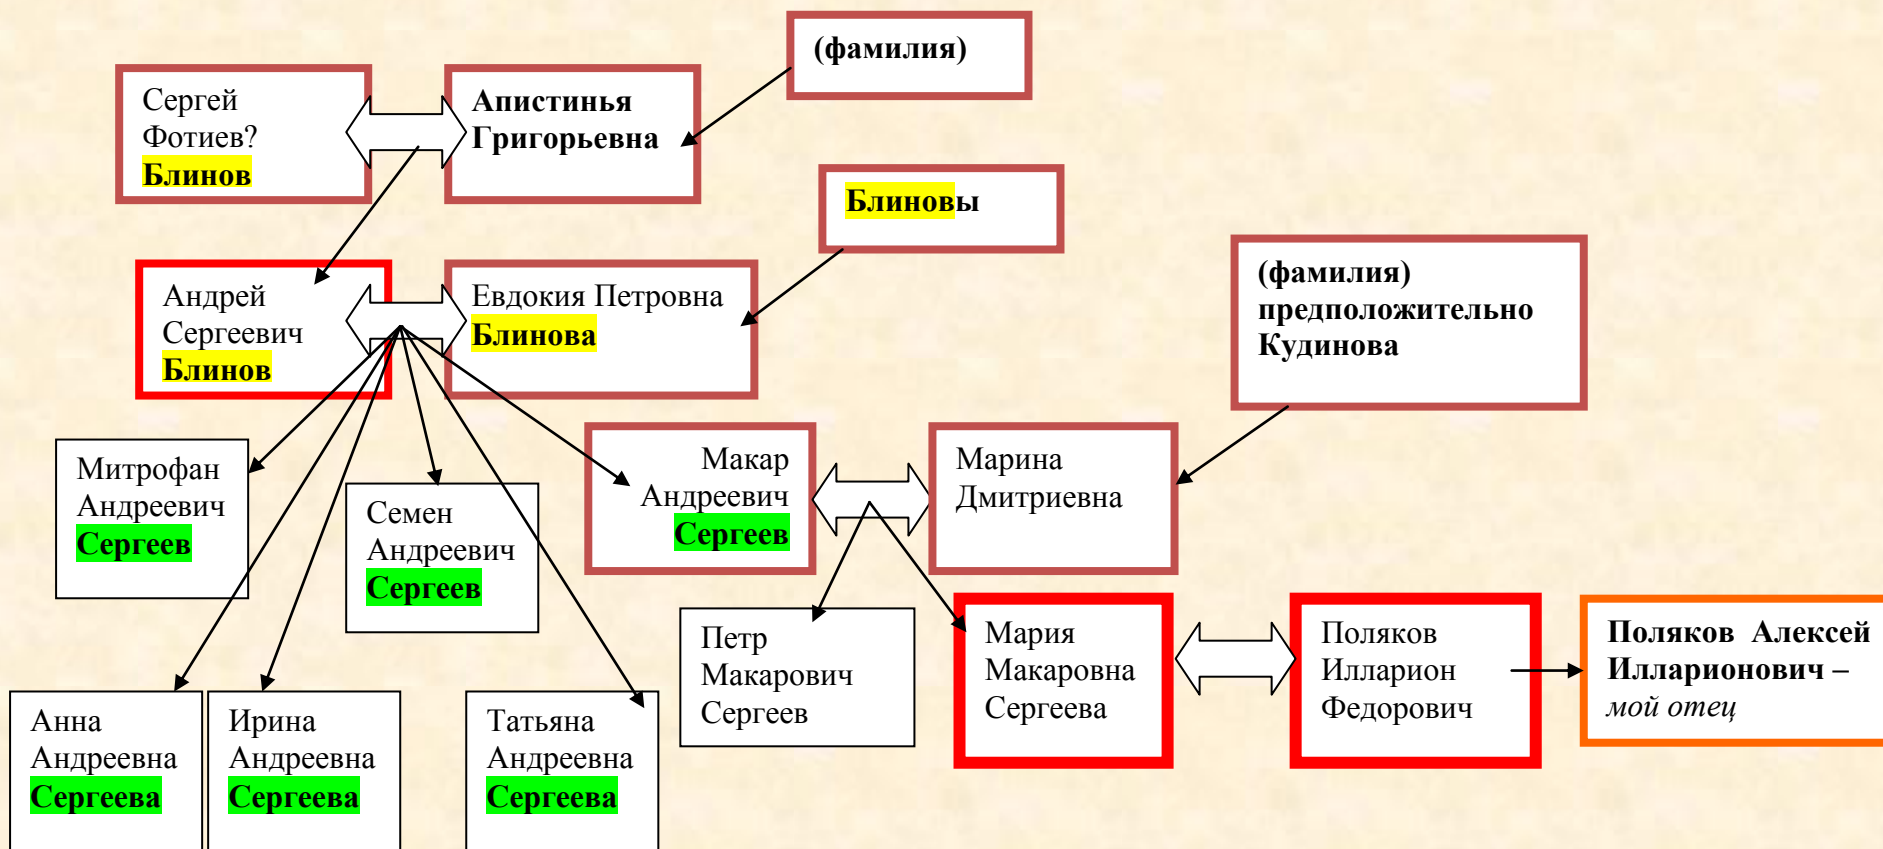 (фамилия)
Сергей
Фотиев?
Блинов
Апистинья
Григорьевна
Блиновы
Андрей
Сергеевич
Блинов
Евдокия Петровна
Блинова
(фамилия)
предположительно
Кудинова
Митрофан
Андреевич
Сергеев
Семен
Андреевич
Сергеев
Макар
Андреевич
Сергеев
Марина
Дмитриевна
Петр
Макарович
Сергеев
Мария
Макаровна
Сергеева
Поляков
Илларион
Федорович
Поляков Алексей
Илларионович –
мой отец
Анна
Андреевна
Сергеева
Ирина
Андреевна
Сергеева
Татьяна
Андреевна
Сергеева